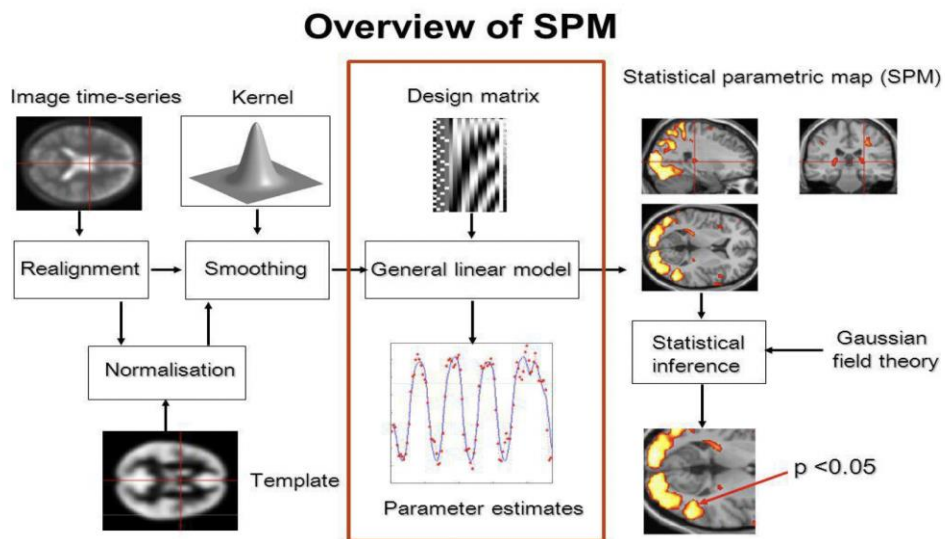 Overview of SPM
Image time-series
Kernel
Design matrix
Statistical parametric map (SPM)
Realignment
Smoothing
General linear model
Normalisation
Statistical
inference
Gaussian
field theory
Template
Parameter estimates
p <0.05